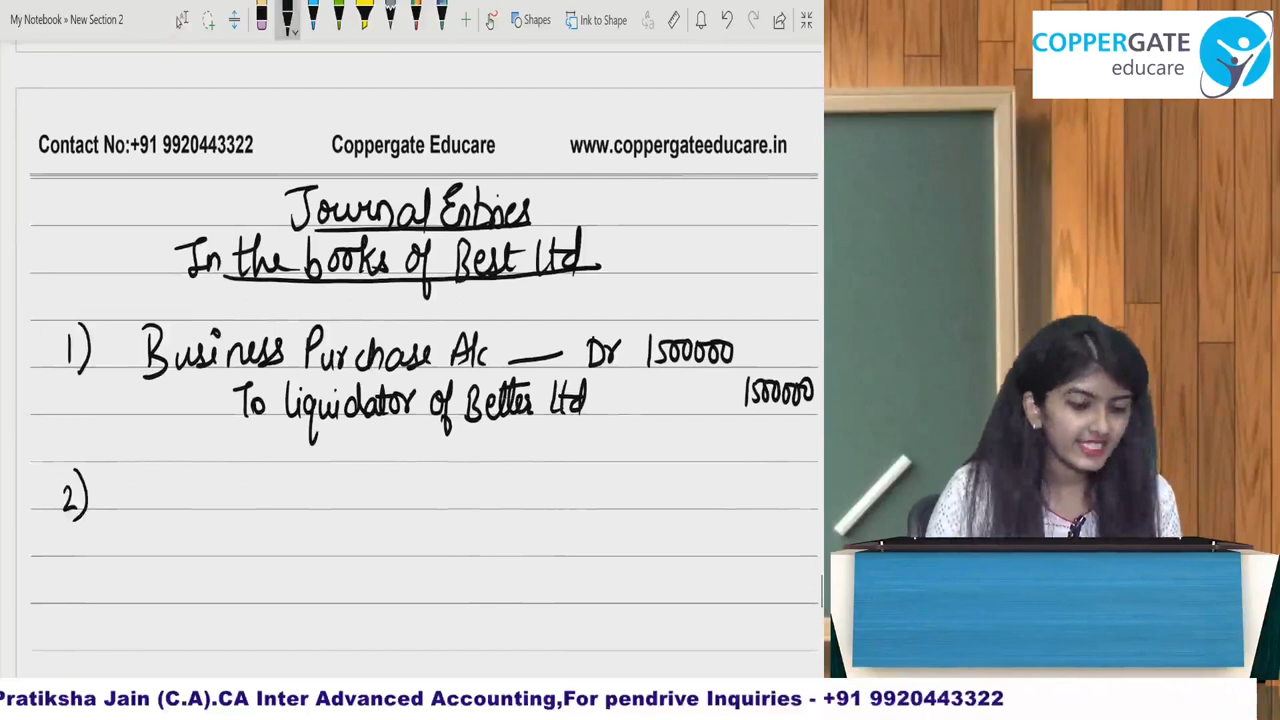 My Notebook » New Section 2
Shapes
Ink to Shape
COPPERGATE
educare
Contact No:+91 9920443322 Coppergate Educare www.coppergateeducare.in
Journal Entries
In the books of Best Ltd
1) Business Purchase A/c — Dr 1500000
To liquidator of Better Ltd 1500000
2)
Pratiksha Jain (C.A).CA Inter Advanced Accounting,For pendrive Inquiries - +91 9920443322